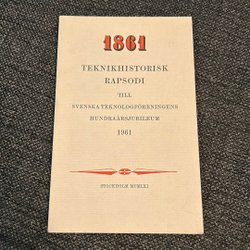 1861
TEKNIKHISTORISK
RAPSODI
TILL
SVENSKA TEKNOLOGFÖRENINGENS
HUNDRAÅRSJUBILEUM
1961
STOCKHOLM MCMLXI